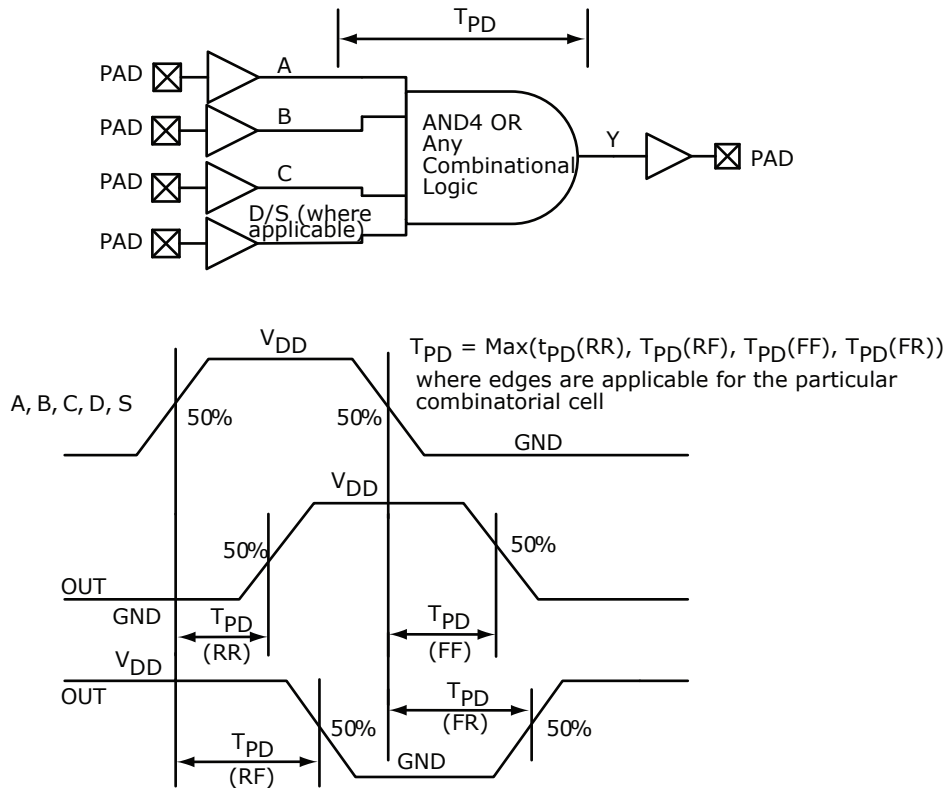 TPD
PAD
A
PAD
B
PAD
C
PAD
D/S (where
applicable)
AND4 OR
Any
Combinational
Logic
Y
PAD
VDD
TPD = Max(tPD(RR), TPD(RF), TPD(FF), TPD(FR))
where edges are applicable for the particular
combinatorial cell
A, B, C, D, S
50%
50%
GND
VDD
50%
50%
OUT
GND
TPD
(RR)
TPD
(FF)
VDD
OUT
TPD
(FR)
50%
50%
TPD
(RF)
GND